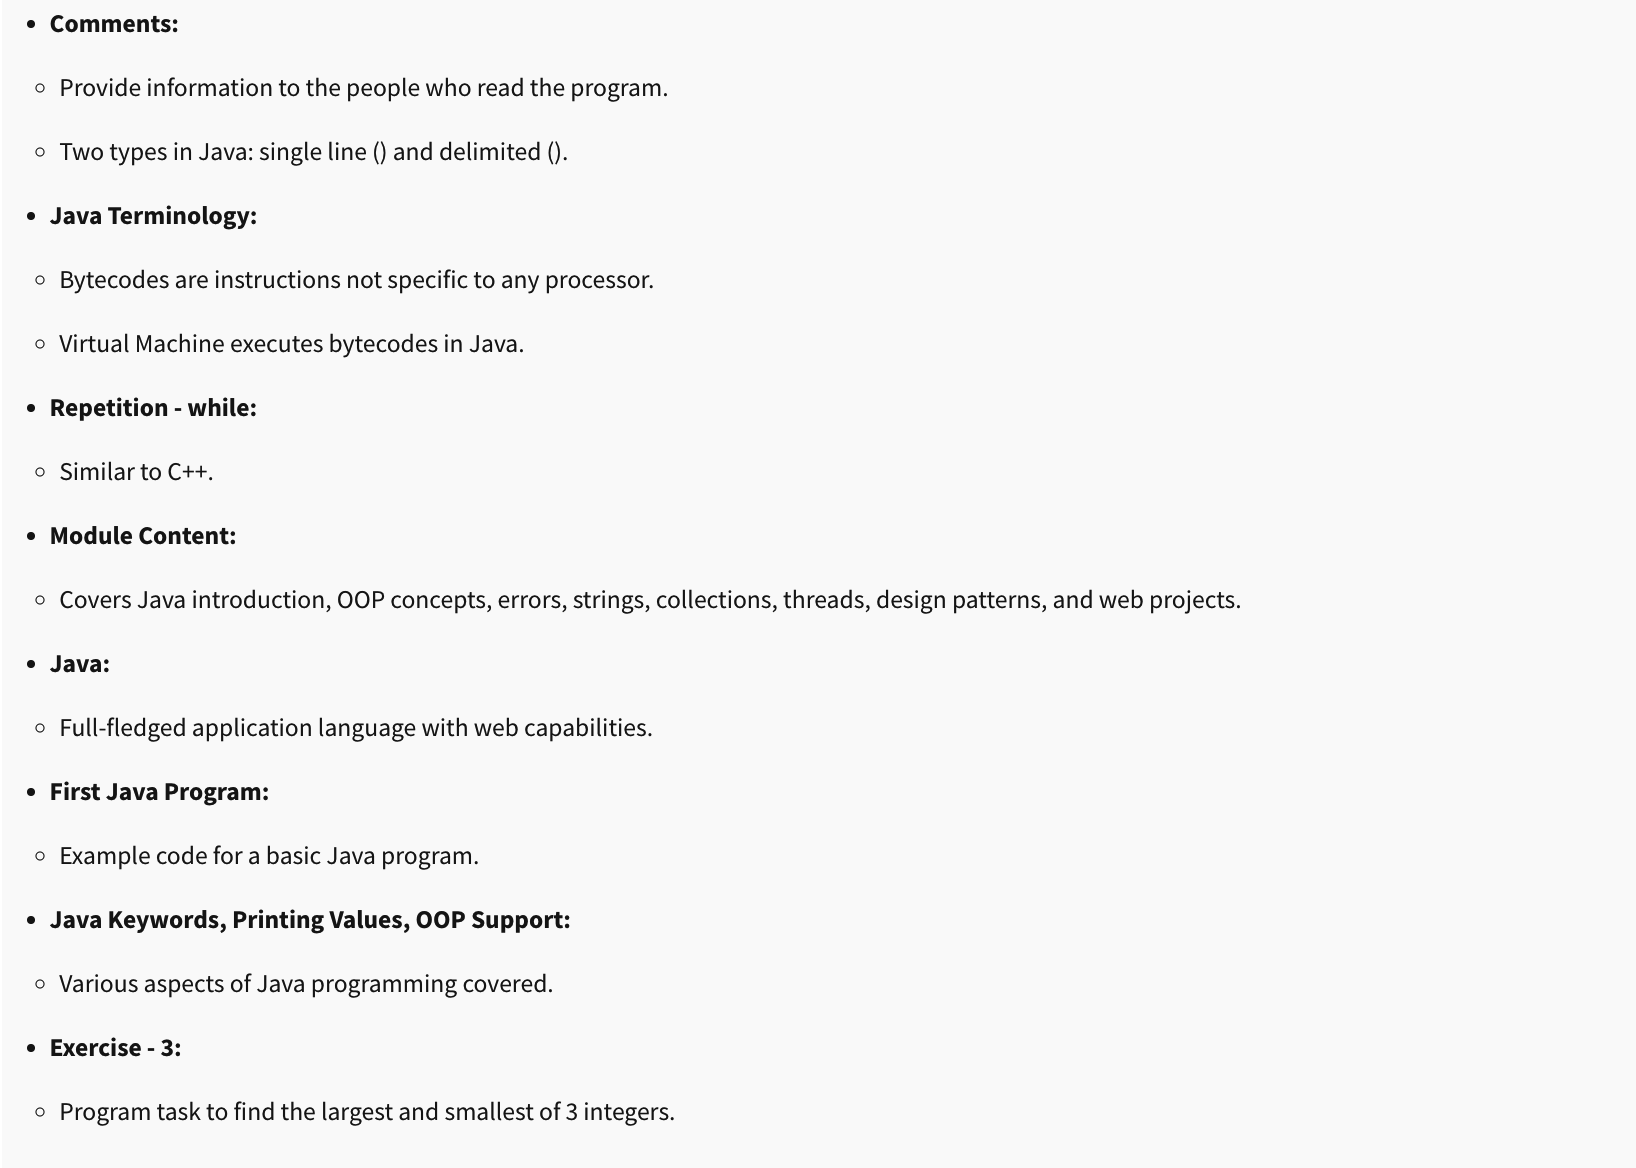 • Comments:
◦ Provide information to the people who read the program.
◦ Two types in Java: single line () and delimited ().
• Java Terminology:
◦ Bytecodes are instructions not specific to any processor.
◦ Virtual Machine executes bytecodes in Java.
• Repetition - while:
◦ Similar to C++.
• Module Content:
◦ Covers Java introduction, OOP concepts, errors, strings, collections, threads, design patterns, and web projects.
• Java:
◦ Full-fledged application language with web capabilities.
• First Java Program:
◦ Example code for a basic Java program.
• Java Keywords, Printing Values, OOP Support:
◦ Various aspects of Java programming covered.
• Exercise - 3:
◦ Program task to find the largest and smallest of 3 integers.